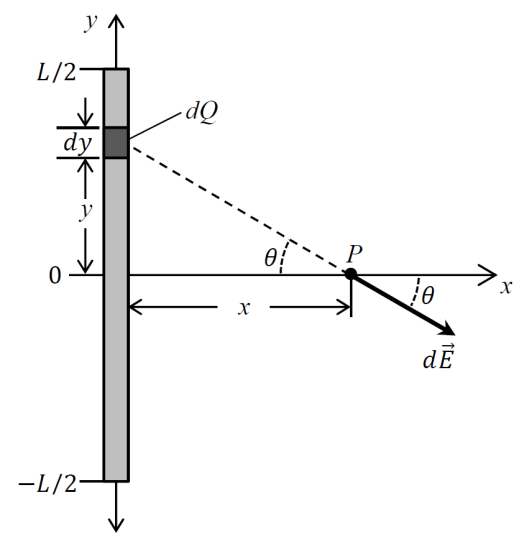 y
L/2
dQ
dy
y
θ
P
0
x
x
θ
dE⃗
−L/2